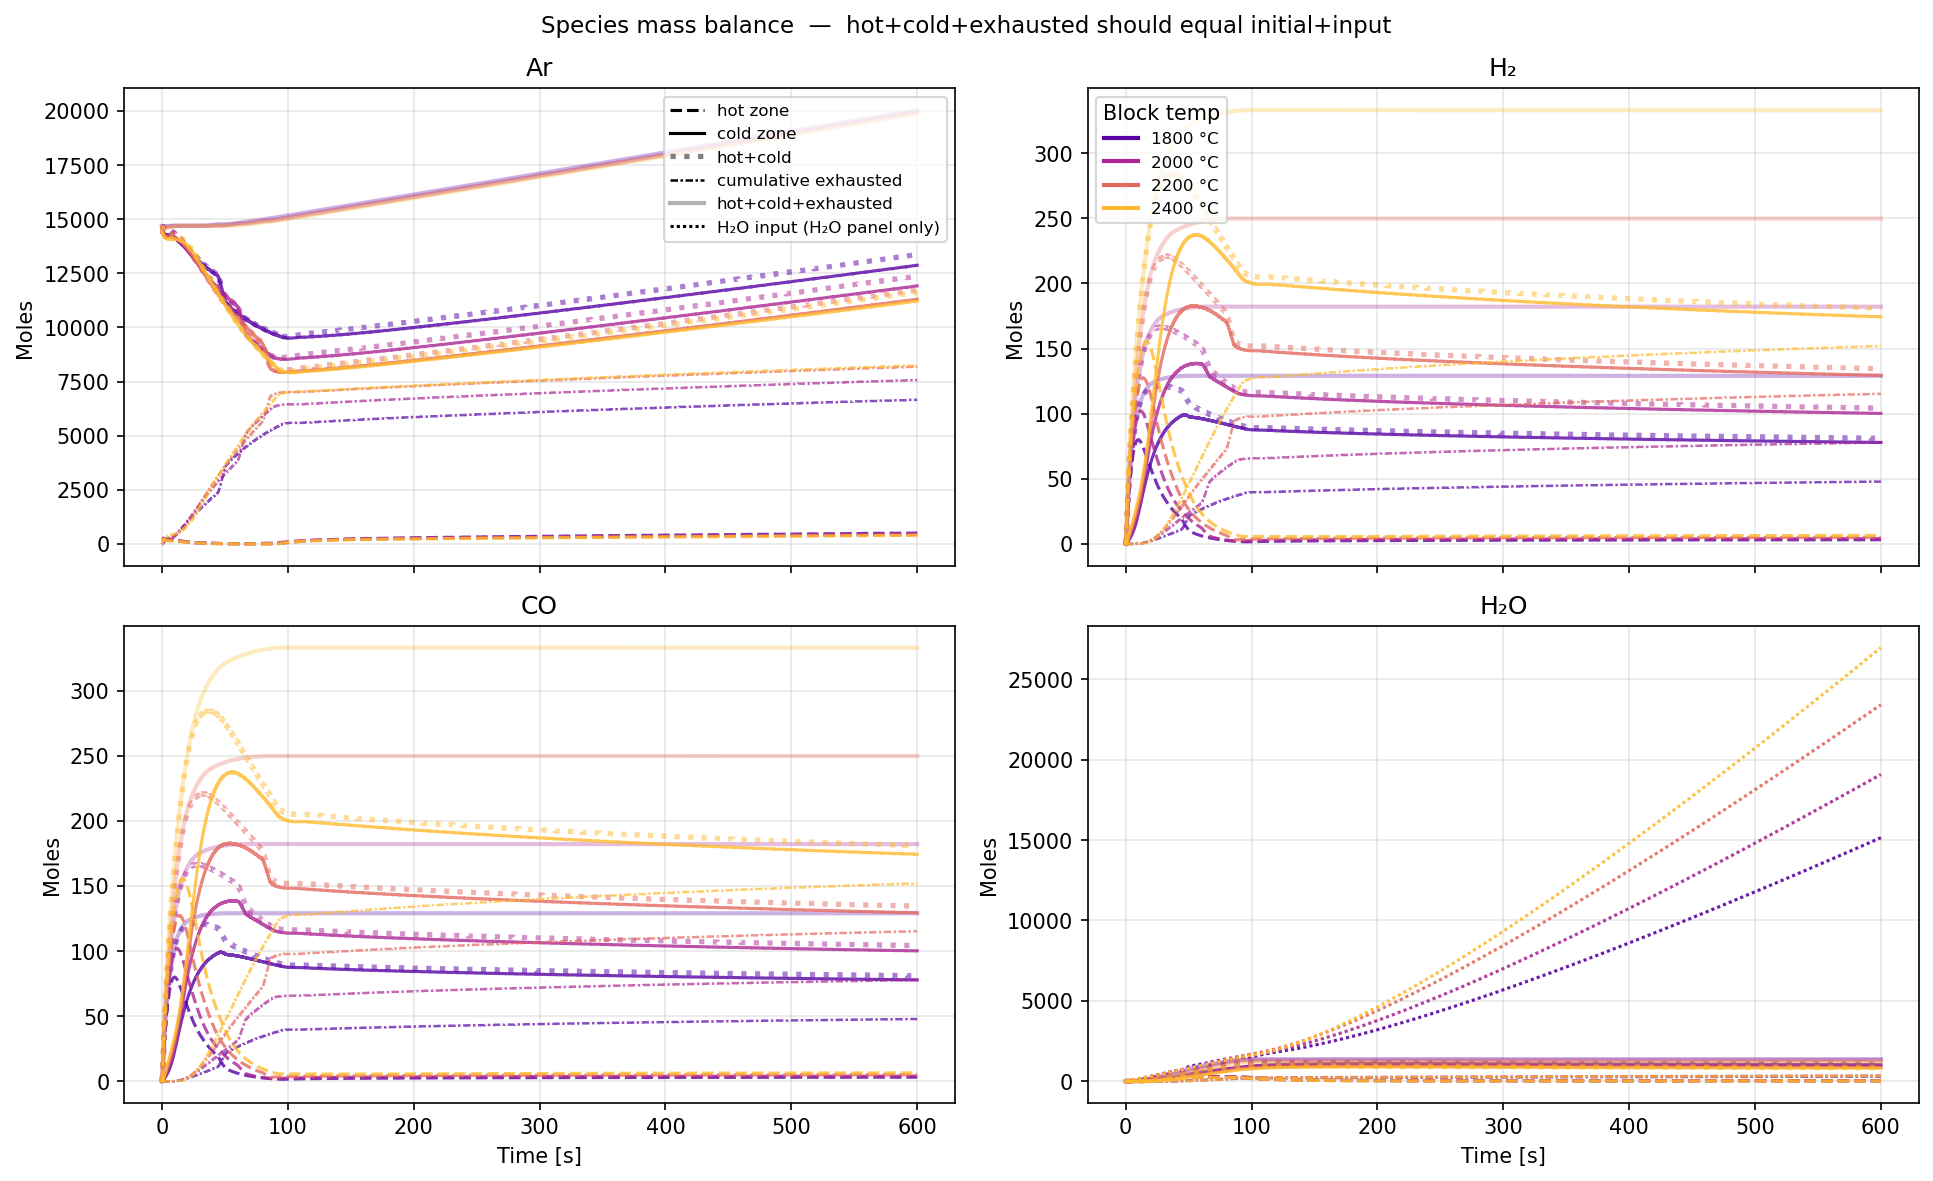 Species mass balance  —  hot+cold+exhausted should equal initial+input
Ar
Moles
20000
17500
15000
12500
10000
7500
5000
2500
0
hot zone
cold zone
hot+cold
cumulative exhausted
hot+cold+exhausted
H₂O input (H₂O panel only)
H₂
Moles
300
250
200
150
100
50
0
Block temp
1800 °C
2000 °C
2200 °C
2400 °C
CO
Moles
300
250
200
150
100
50
0
0 100 200 300 400 500 600
Time [s]
H₂O
Moles
25000
20000
15000
10000
5000
0
0 100 200 300 400 500 600
Time [s]